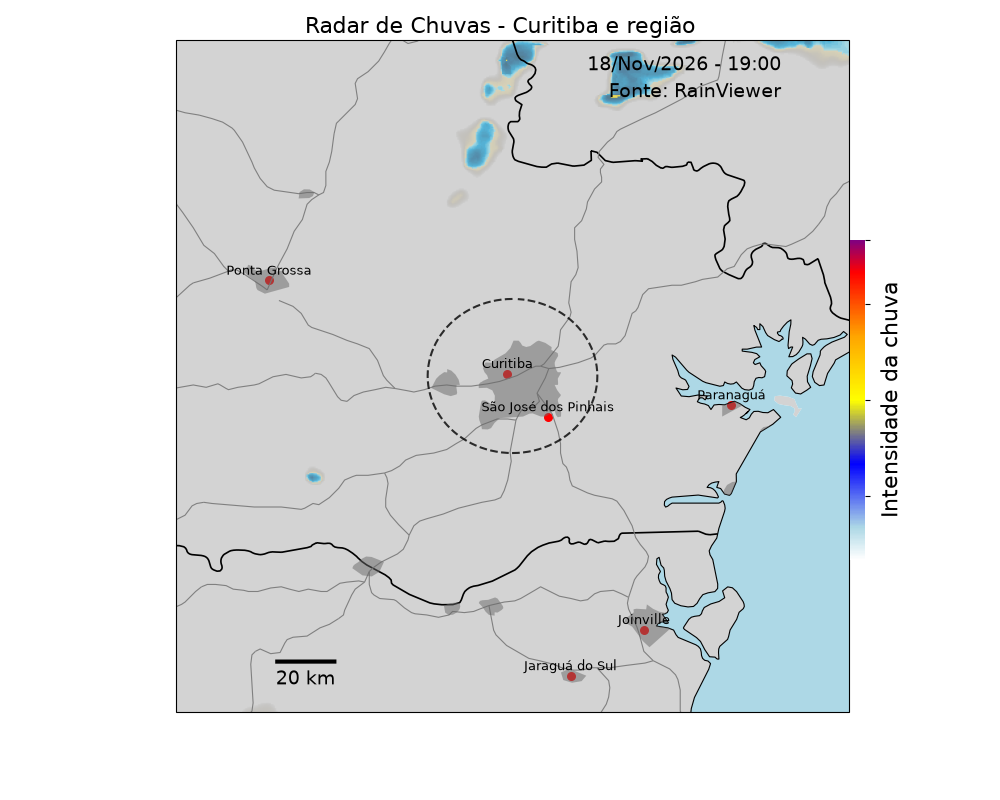 Radar de Chuvas - Curitiba e região
18/Nov/2026 - 19:00
Fonte: RainViewer
Ponta Grossa
Curitiba
São José dos Pinhais
Paranaguá
Intensidade da chuva
Joinville
Jaraguá do Sul
20 km